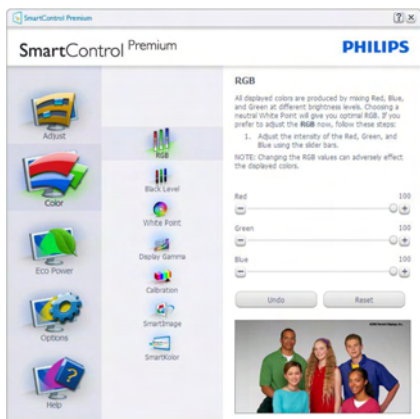 SmartControl Premium
SmartControl Premium
PHILIPS
Adjust
Color
Eco Power
Options
Help
RGB
Black Level
White Point
Display Gamma
Calibration
SmartImage
SmartKolor
RGB
All displayed colors are produced by mixing Red, Blue,
and Green at different brightness levels. Choosing a
neutral White Point will give you optimal RGB. If you
prefer to adjust the RGB now, follow these steps:
1. Adjust the intensity of the Red, Green, and
Blue using the slider bars.
NOTE: Changing the RGB values can adversely effect
the displayed colors.
Red 100
Green 100
Blue 100
Undo Reset